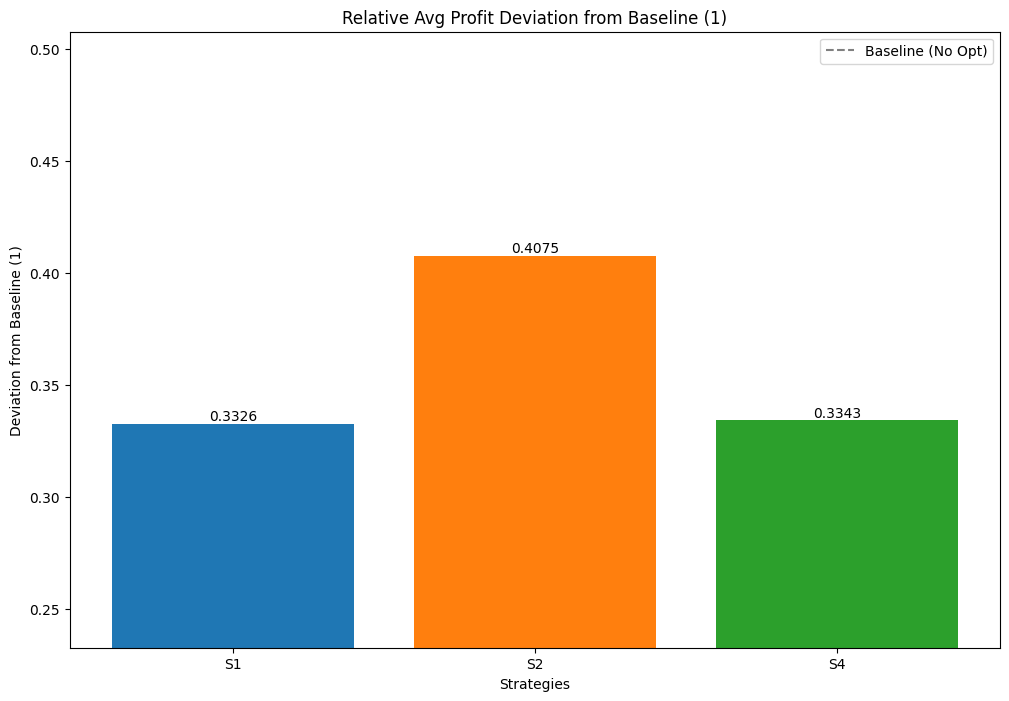 Relative Avg Profit Deviation from Baseline (1)
Baseline (No Opt)
Deviation from Baseline (1)
0.50
0.45
0.40
0.35
0.30
0.25
0.3326
0.4075
0.3343
S1
S2
S4
Strategies